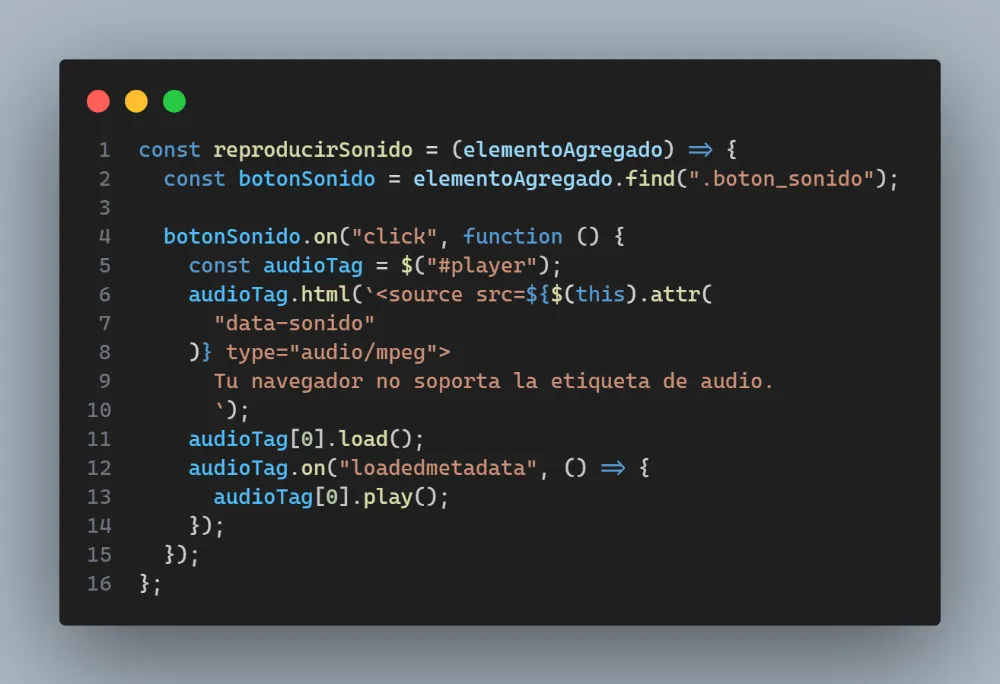 1 const reproducirSonido = (elementoAgregado) => {
2 const botonSonido = elementoAgregado.find(".boton_sonido");
3
4 botonSonido.on("click", function () {
5 const audioTag = $("#player");
6 audioTag.html(`<source src=${$(this).attr(
7 "data-sonido"
8 )} type="audio/mpeg">
9 Tu navegador no soporta la etiqueta de audio.
10 `);
11 audioTag[0].load();
12 audioTag.on("loadedmetadata", () => {
13 audioTag[0].play();
14 });
15 });
16 };